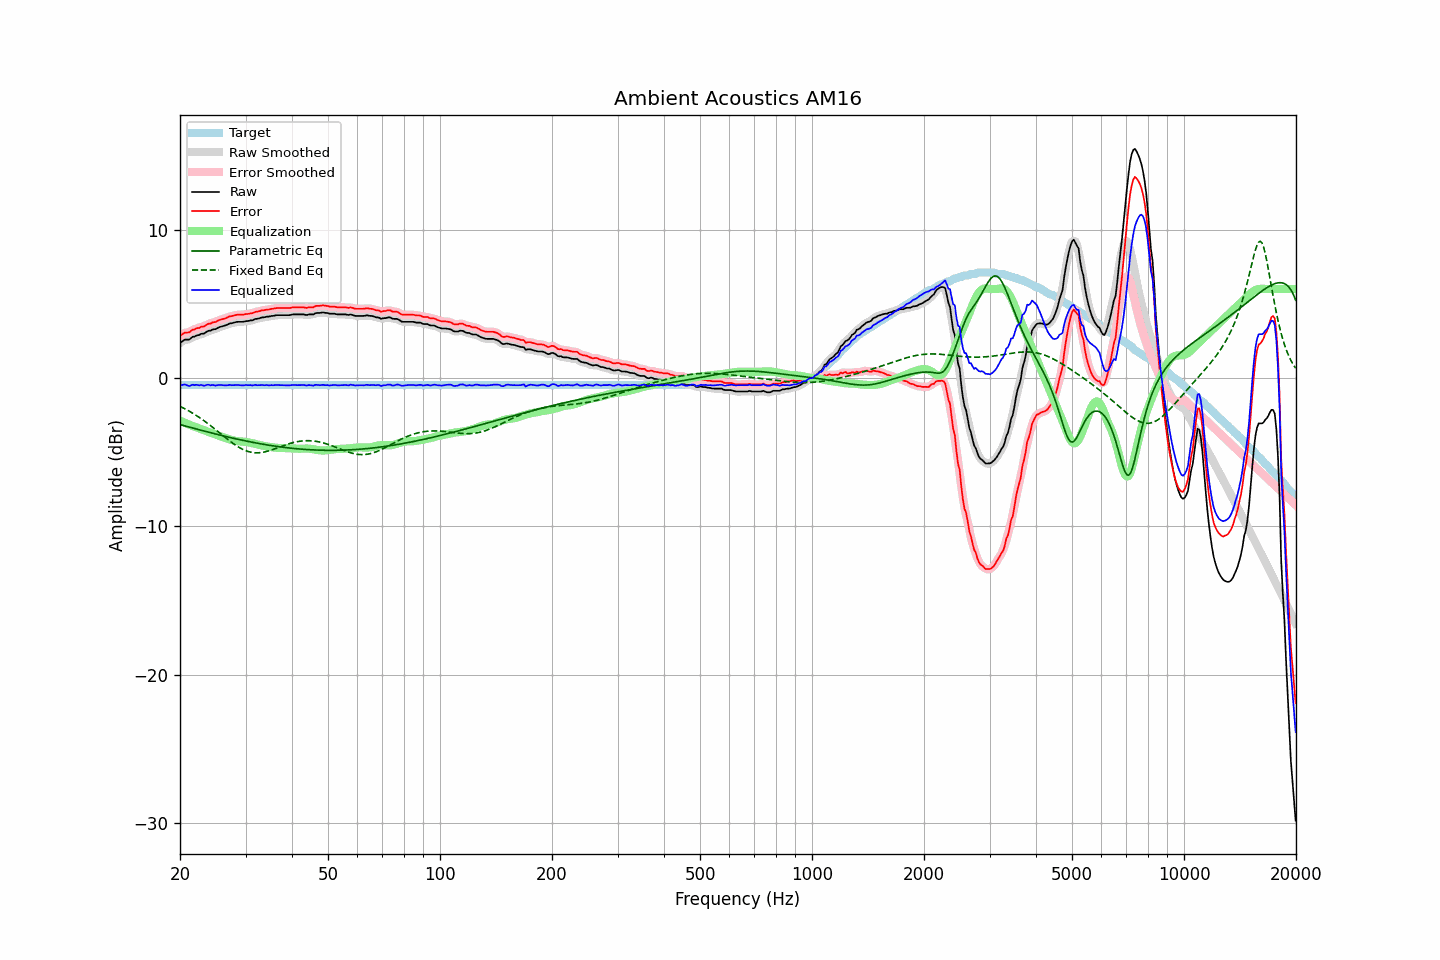 Ambient Acoustics AM16
Target
Raw Smoothed
Error Smoothed
Raw
Error
Equalization
Parametric Eq
Fixed Band Eq
Equalized
10
0
−10
−20
−30
Amplitude (dBr)
20 50 100 200 500 1000 2000 5000 10000 20000
Frequency (Hz)